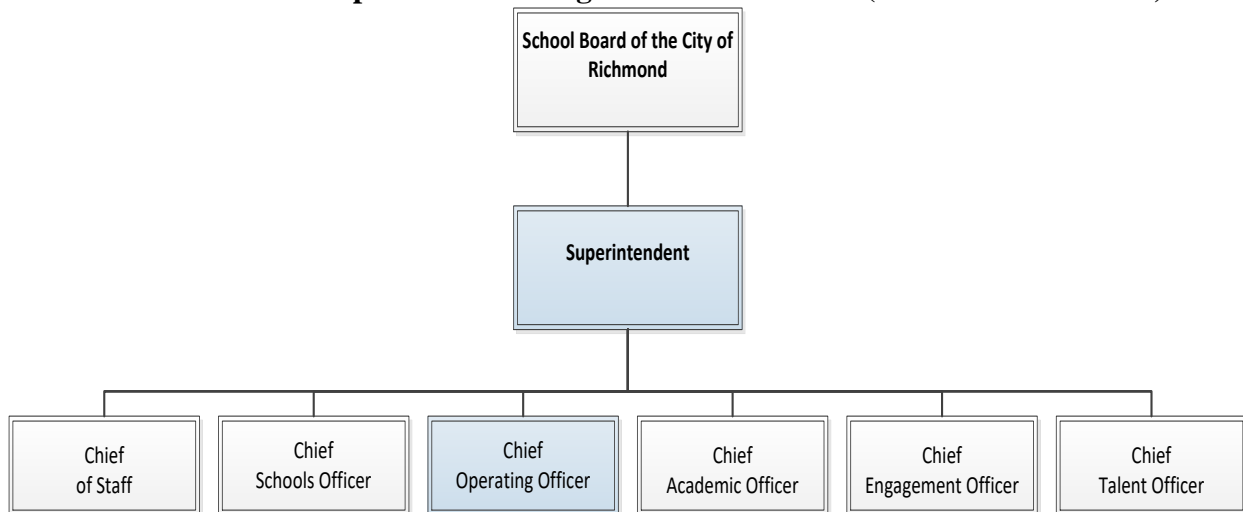 School Board of the City of
Richmond
Superintendent
Chief
of Staff
Chief
Schools Officer
Chief
Operating Officer
Chief
Academic Officer
Chief
Engagement Officer
Chief
Talent Officer